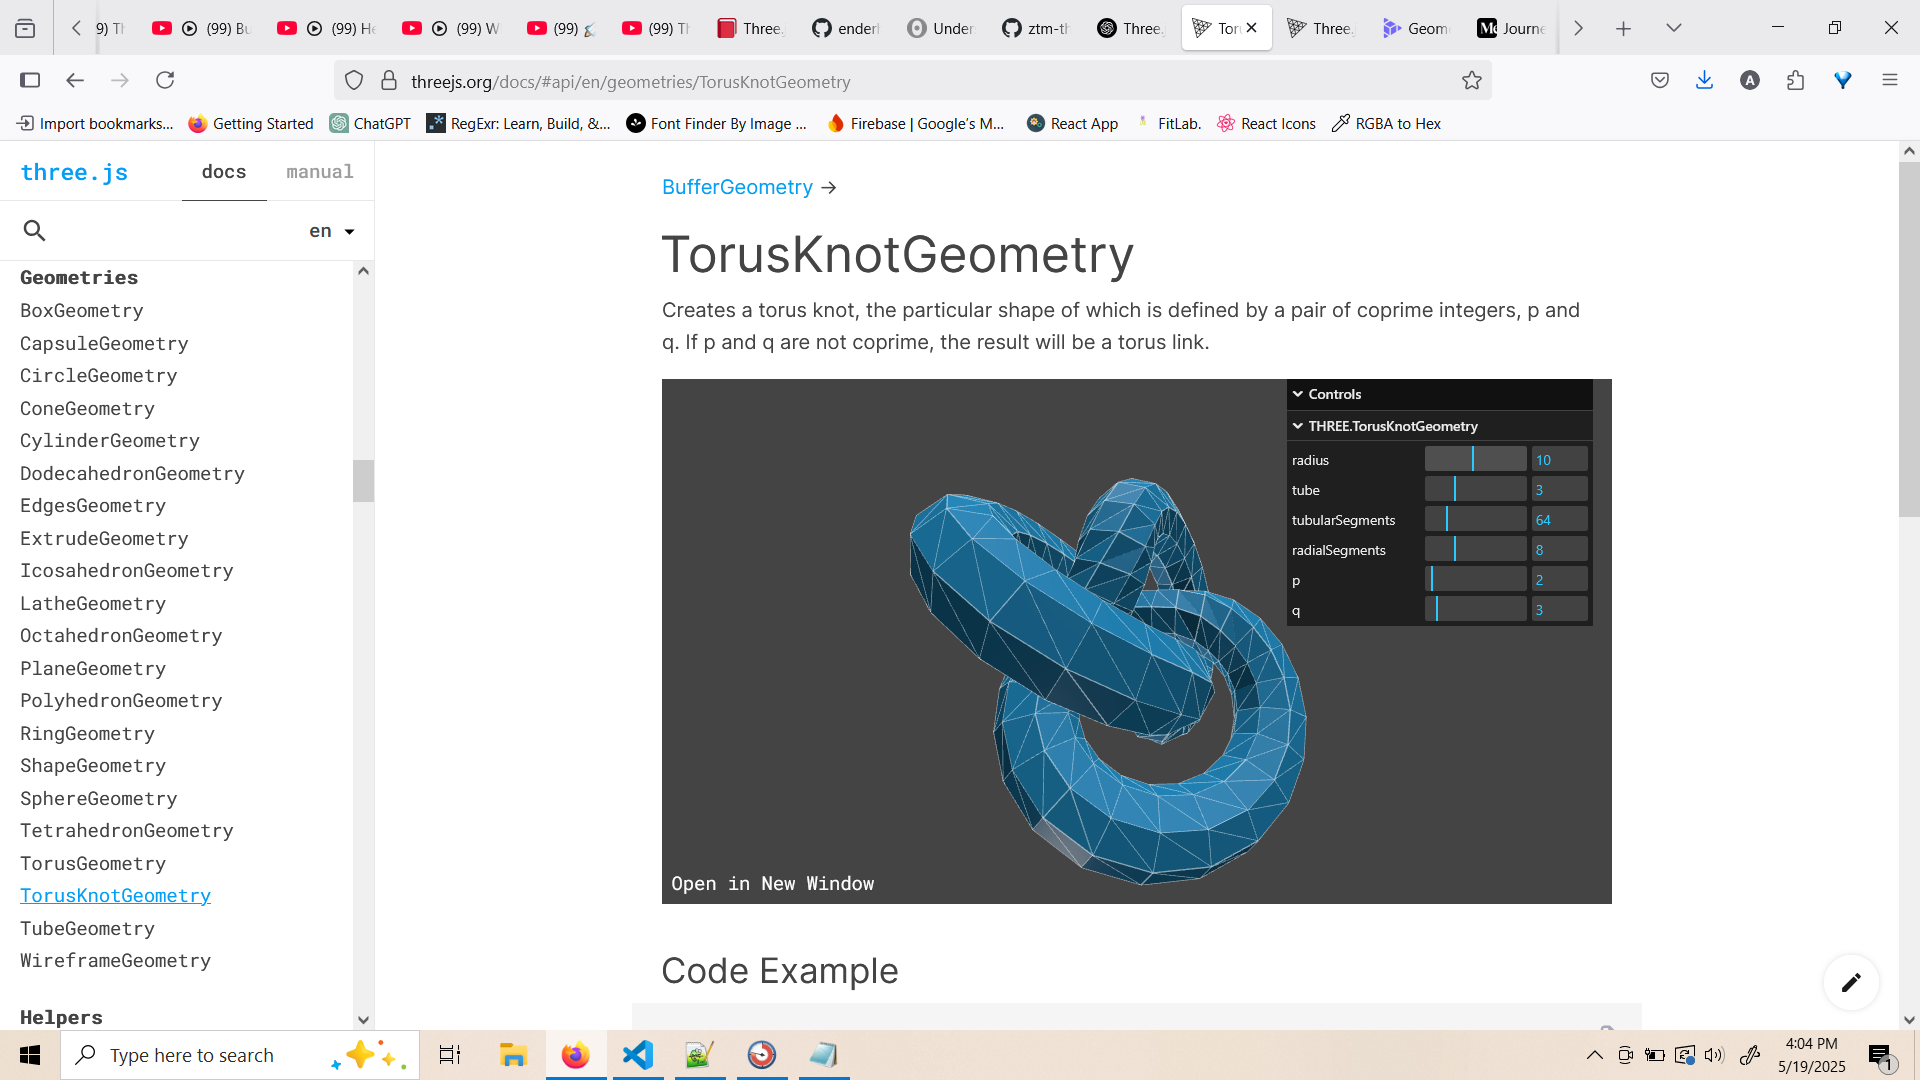 (99) Bu
(99) He
(99) W
(99)
(99) Th
Three.
enderh
Under
ztm-th
Three.
Tor
Three.
Geom
Journe
threejs.org/docs/#api/en/geometries/TorusKnotGeometry
Import bookmarks...
Getting Started
ChatGPT
RegExr: Learn, Build, &...
Font Finder By Image ...
Firebase | Google's M...
React App
FitLab.
React Icons
RGBA to Hex
three.js
docs
manual
en
Geometries
BoxGeometry
CapsuleGeometry
CircleGeometry
ConeGeometry
CylinderGeometry
DodecahedronGeometry
EdgesGeometry
ExtrudeGeometry
IcosahedronGeometry
LatheGeometry
OctahedronGeometry
PlaneGeometry
PolyhedronGeometry
RingGeometry
ShapeGeometry
SphereGeometry
TetrahedronGeometry
TorusGeometry
TorusKnotGeometry
TubeGeometry
WireframeGeometry
Helpers
BufferGeometry →
TorusKnotGeometry
Creates a torus knot, the particular shape of which is defined by a pair of coprime integers, p and
q. If p and q are not coprime, the result will be a torus link.
Controls
THREE.TorusKnotGeometry
radius 10
tube 3
tubularSegments 64
radialSegments 8
p 2
q 3
Open in New Window
Code Example
Type here to search
4:04 PM
5/19/2025
1